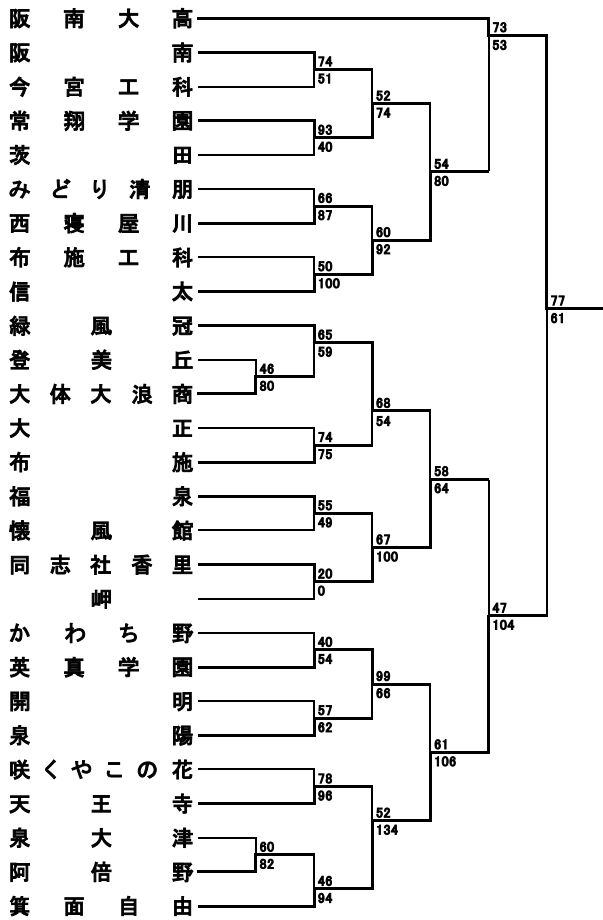 阪南大高
73
阪南
53
74
今宮工科
51
52
常翔学園
74
93
茨田
40
54
みどり清朋
80
66
西寝屋川
87
60
布施工科
92
50
信太
100
77
緑風冠
61
65
登美丘
59
46
大体大浪商
80
68
大正
54
74
布施
75
58
福泉
64
55
懐風館
49
67
同志社香里
100
20
岬
0
47
かわち野
104
40
英真学園
54
99
開明
66
57
泉陽
62
61
咲くやこの花
106
78
天王寺
96
52
泉大津
134
60
阿倍野
82
46
箕面自由
94